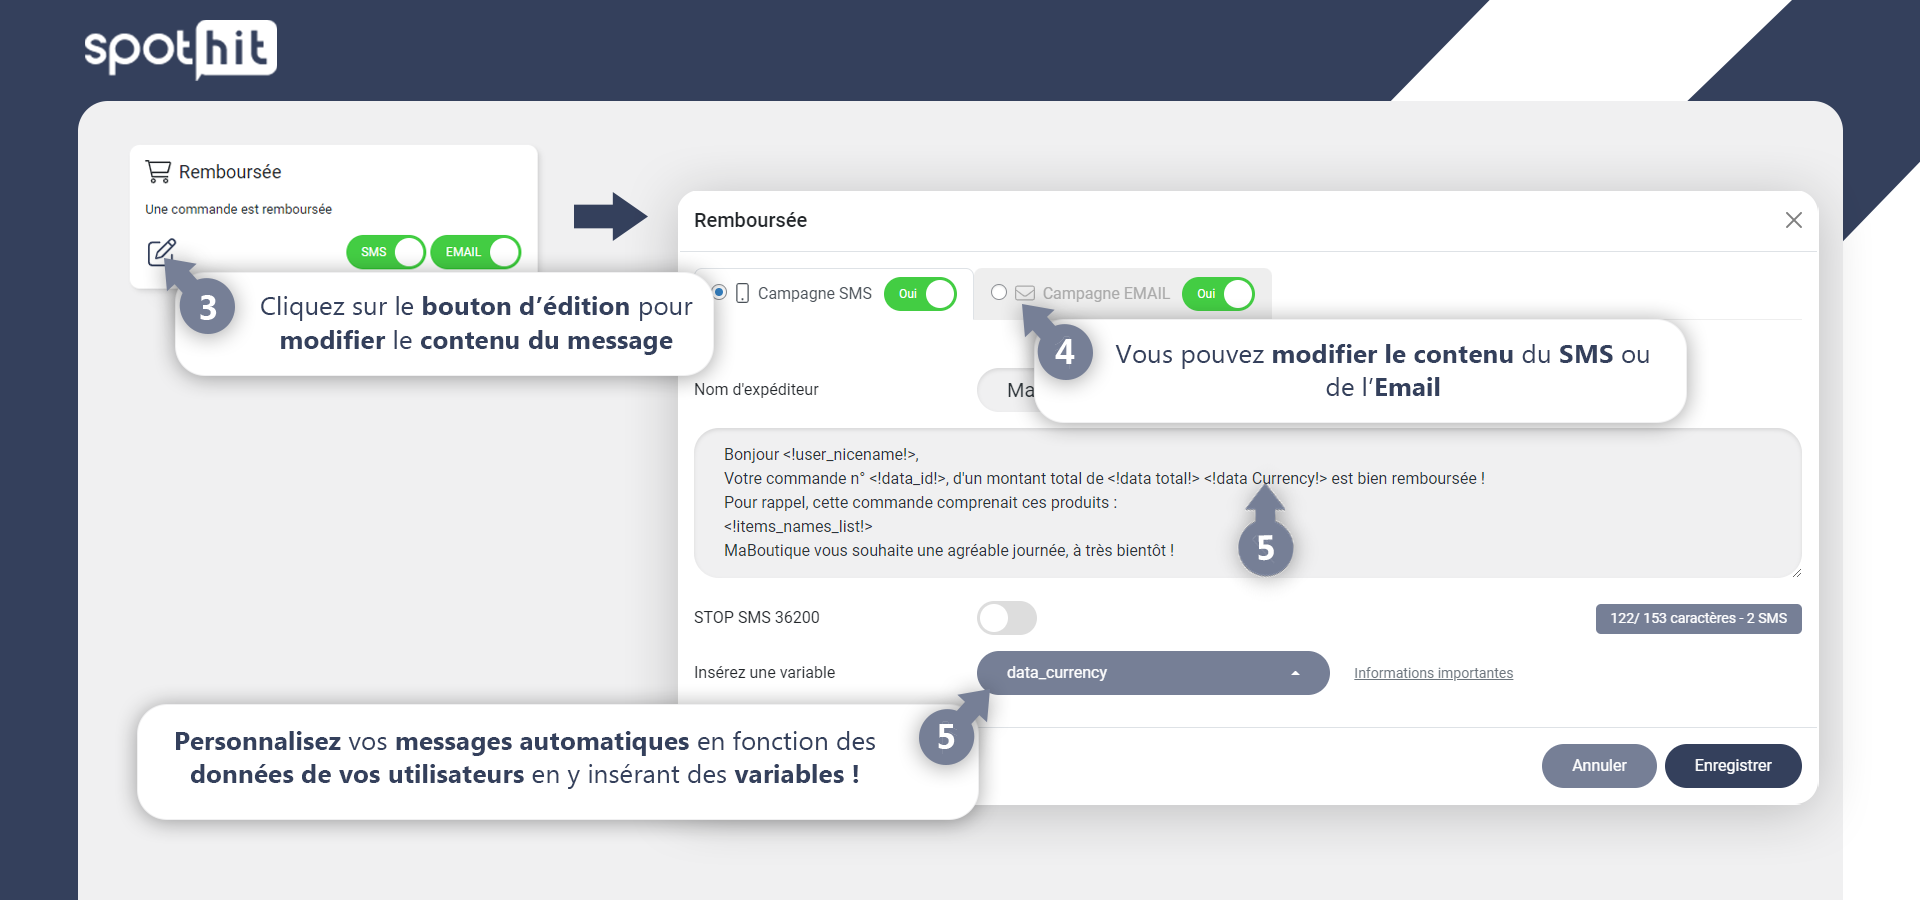 spothit
Remboursée
Une commande est remboursée
SMS
EMAIL
3
Cliquez sur le bouton d’édition pour
modifier le contenu du message
Remboursée
Campagne SMS
Oui
Campagne EMAIL
Oui
4
Vous pouvez modifier le contenu du SMS ou
de l’Email
Nom d'expéditeur
Ma
Bonjour <!user_nicename!>,
Votre commande n° <!data_id!>, d'un montant total de <!data total!> <!data Currency!> est bien remboursée !
Pour rappel, cette commande comprenait ces produits :
<!items_names_list!>
MaBoutique vous souhaite une agréable journée, à très bientôt !
5
STOP SMS 36200
122/ 153 caractères - 2 SMS
Insérez une variable
data_currency
Informations importantes
5
Personnalisez vos messages automatiques en fonction des
données de vos utilisateurs en y insérant des variables !
Annuler
Enregistrer